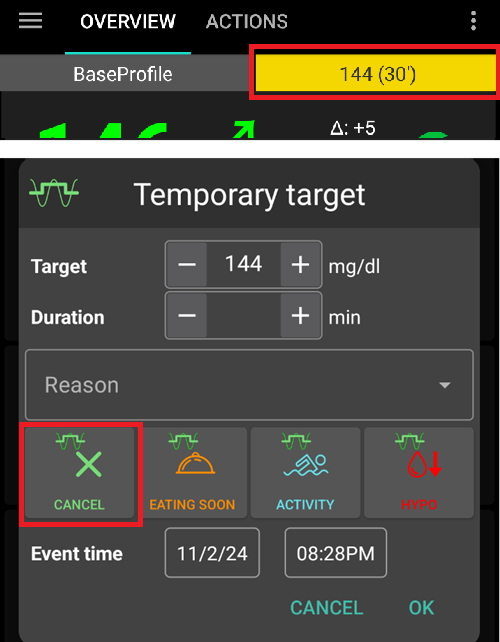 OVERVIEW ACTIONS
BaseProfile 144 (30')
146 Δ: +5
Temporary target
Target − 144 + mg/dl
Duration − + min
Reason
CANCEL EATING SOON ACTIVITY HYPO
Event time 11/2/24 08:28PM
CANCEL OK